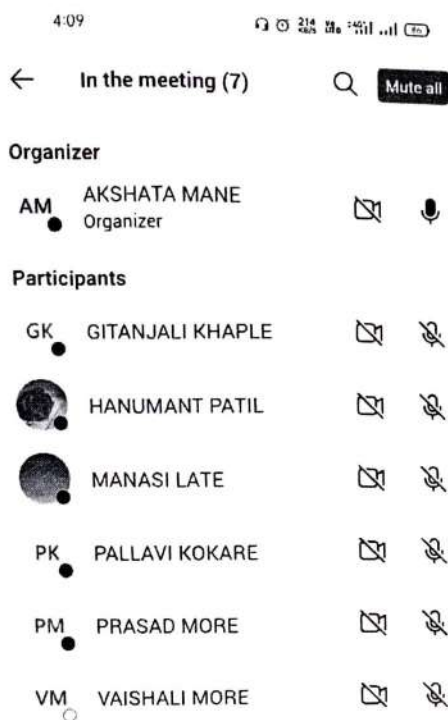 4:09
In the meeting (7)
Mute all
Organizer
AM
AKSHATA MANE
Organizer
Participants
GK GITANJALI KHAPLE
HANUMANT PATIL
MANASI LATE
PK PALLAVI KOKARE
PM PRASAD MORE
VM VAISHALI MORE